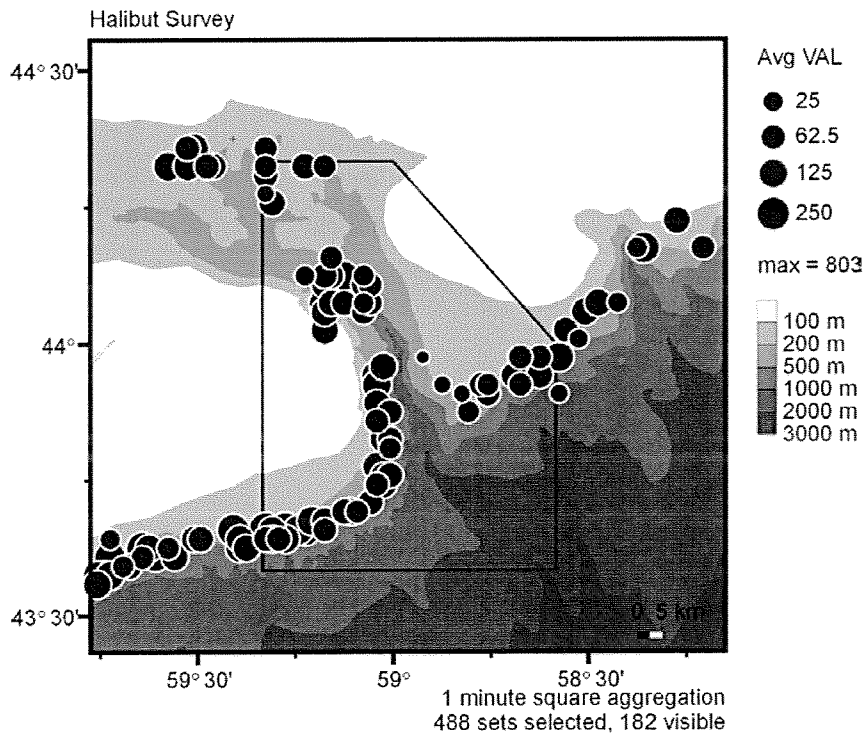 Halibut Survey
44° 30'
44°
43° 30'
59° 30'
59°
58° 30'
0 5 km
1 minute square aggregation
488 sets selected, 182 visible
Avg VAL
25
62.5
125
250
max = 803
100 m
200 m
500 m
1000 m
2000 m
3000 m